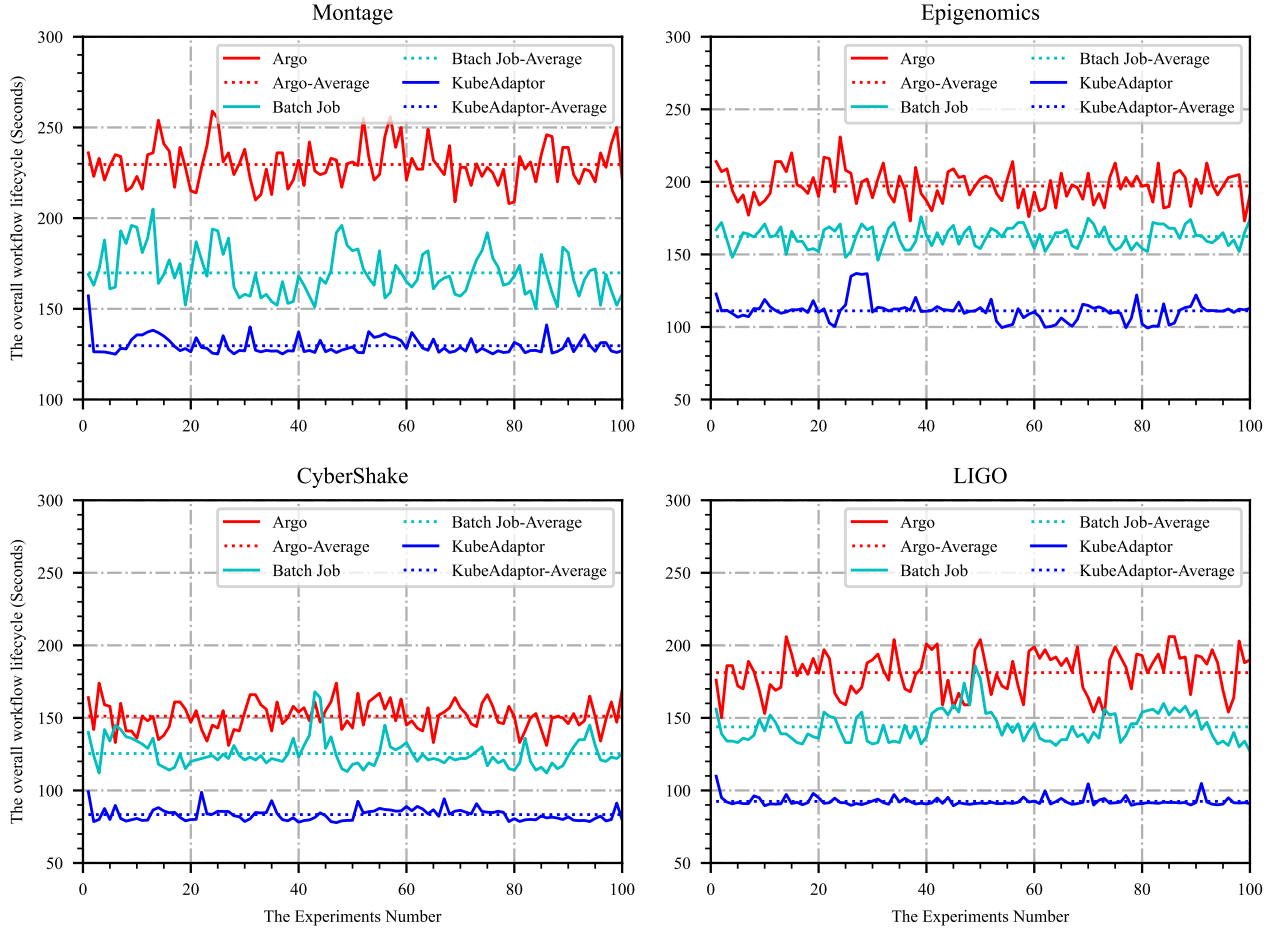 Montage
The overall workflow lifecycle (Seconds)
300
250
200
150
100
0
20
40
60
80
100
Argo
Argo-Average
Batch Job
Btach Job-Average
KubeAdaptor
KubeAdaptor-Average
Epigenomics
300
250
200
150
100
50
0
20
40
60
80
100
Argo
Argo-Average
Batch Job
Btach Job-Average
KubeAdaptor
KubeAdaptor-Average
CyberShake
The overall workflow lifecycle (Seconds)
300
250
200
150
100
50
0
20
40
60
80
100
The Experiments Number
Argo
Argo-Average
Batch Job
Batch Job-Average
KubeAdaptor
KubeAdaptor-Average
LIGO
300
250
200
150
100
50
0
20
40
60
80
100
The Experiments Number
Argo
Argo-Average
Batch Job
Batch Job-Average
KubeAdaptor
KubeAdaptor-Average